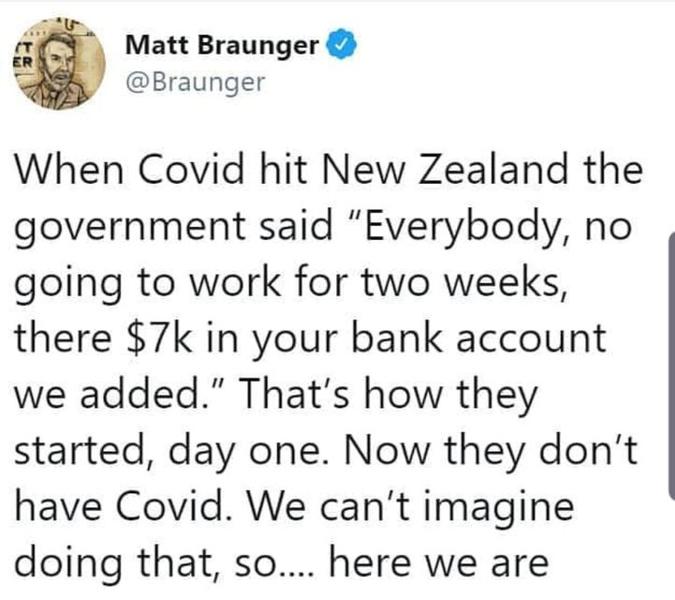 TT
ER
Matt Braunger
@Braunger
When Covid hit New Zealand the
government said "Everybody, no
going to work for two weeks,
there $7k in your bank account
we added." That's how they
started, day one. Now they don't
have Covid. We can't imagine
doing that, so.... here we are